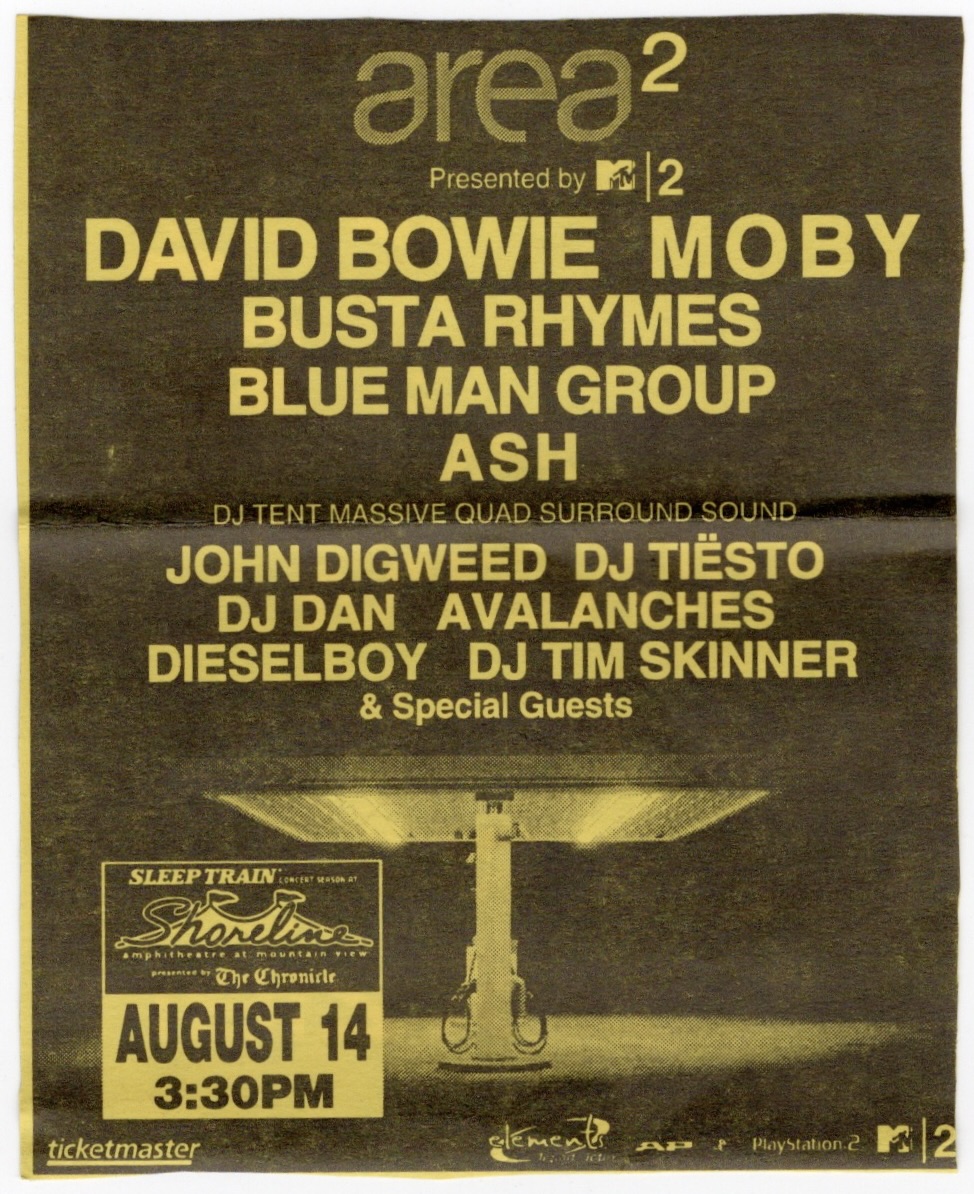 area2
Presented by MTV 2
DAVID BOWIE MOBY
BUSTA RHYMES
BLUE MAN GROUP
ASH
DJ TENT MASSIVE QUAD SURROUND SOUND
JOHN DIGWEED DJ TIËSTO
DJ DAN AVALANCHES
DIESELBOY DJ TIM SKINNER
& Special Guests
SLEEP TRAIN CONCERT SEASON AT
Shoreline
amphitheatre at mountain view
presented by The Chronicle
AUGUST 14
3:30PM
ticketmaster
elements
AP
PlayStation.2
MTV 2